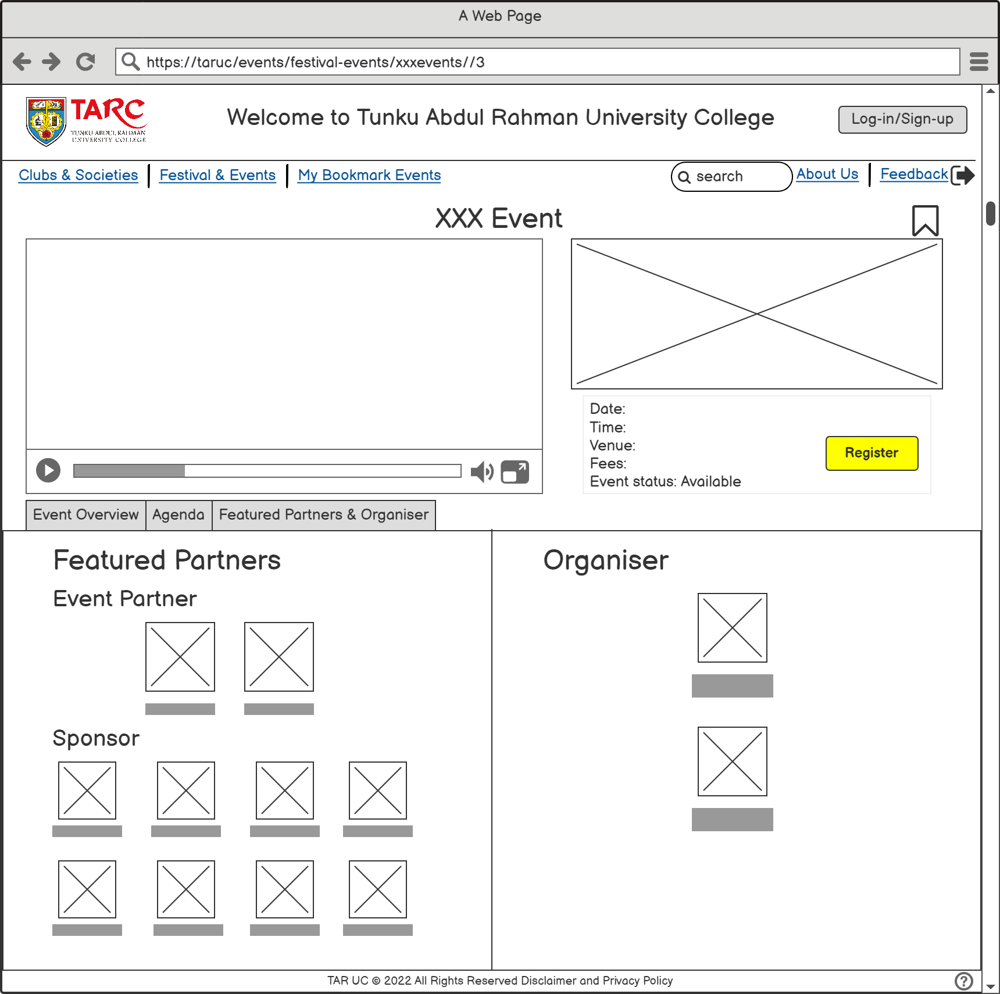 A Web Page
https://taruc/events/festival-events/xxxevents//3
TARC
TUNKU ABDUL RAHMAN
UNIVERSITY COLLEGE
Welcome to Tunku Abdul Rahman University College
Log-in/Sign-up
Clubs & Societies
Festival & Events
My Bookmark Events
search
About Us
Feedback
XXX Event
Date:
Time:
Venue:
Fees:
Event status: Available
Register
Event Overview
Agenda
Featured Partners & Organiser
Featured Partners
Event Partner
Sponsor
Organiser
TAR UC © 2022 All Rights Reserved Disclaimer and Privacy Policy
?